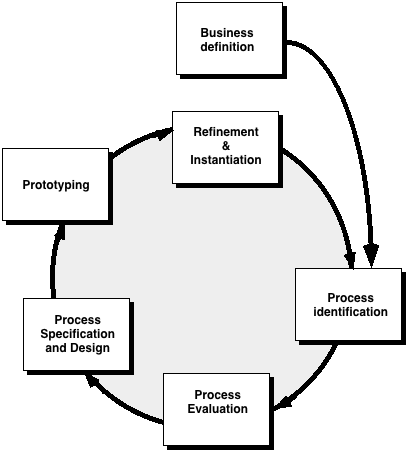 Business
definition
Refinement
&
Instantiation
Prototyping
Process
identification
Process
Specification
and Design
Process
Evaluation